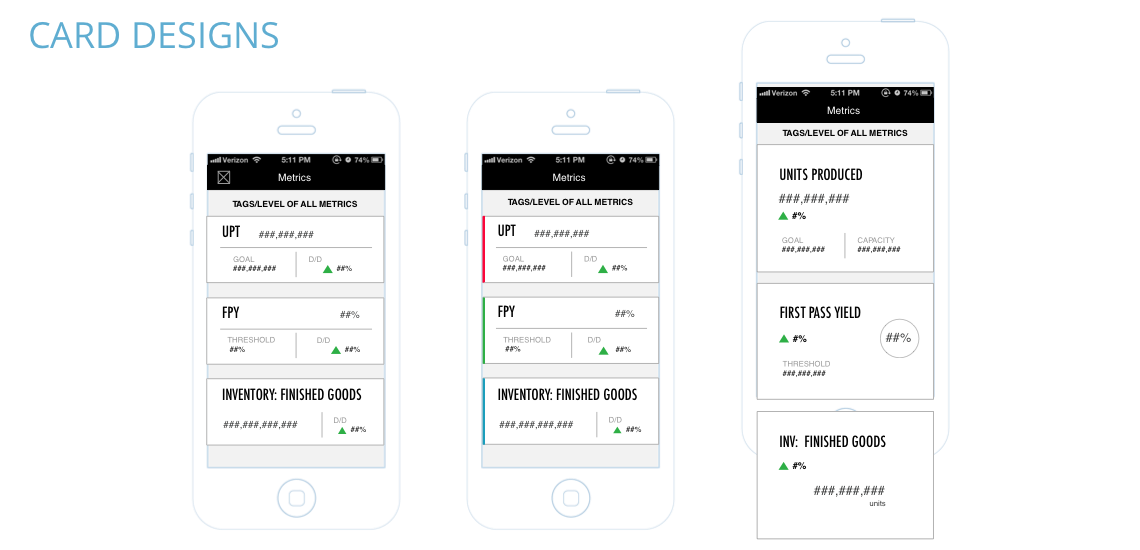 CARD DESIGNS
Verizon 5:11 PM 74%
Metrics
TAGS/LEVEL OF ALL METRICS
UPT ###,###,###
GOAL D/D
###,###,### ##%
FPY ##%
THRESHOLD D/D
##% ##%
INVENTORY: FINISHED GOODS
###,###,###,### D/D
##%
Verizon 5:11 PM 74%
Metrics
TAGS/LEVEL OF ALL METRICS
UPT ###,###,###
GOAL D/D
###,###,### ##%
FPY ##%
THRESHOLD D/D
##% ##%
INVENTORY: FINISHED GOODS
###,###,###,### D/D
##%
Verizon 5:11 PM 74%
Metrics
TAGS/LEVEL OF ALL METRICS
UNITS PRODUCED
###,###,###
#%
GOAL CAPACITY
###,###,### ###,###,###
FIRST PASS YIELD
#% ##%
THRESHOLD
###,###,###
INV: FINISHED GOODS
#%
###,###,###
units